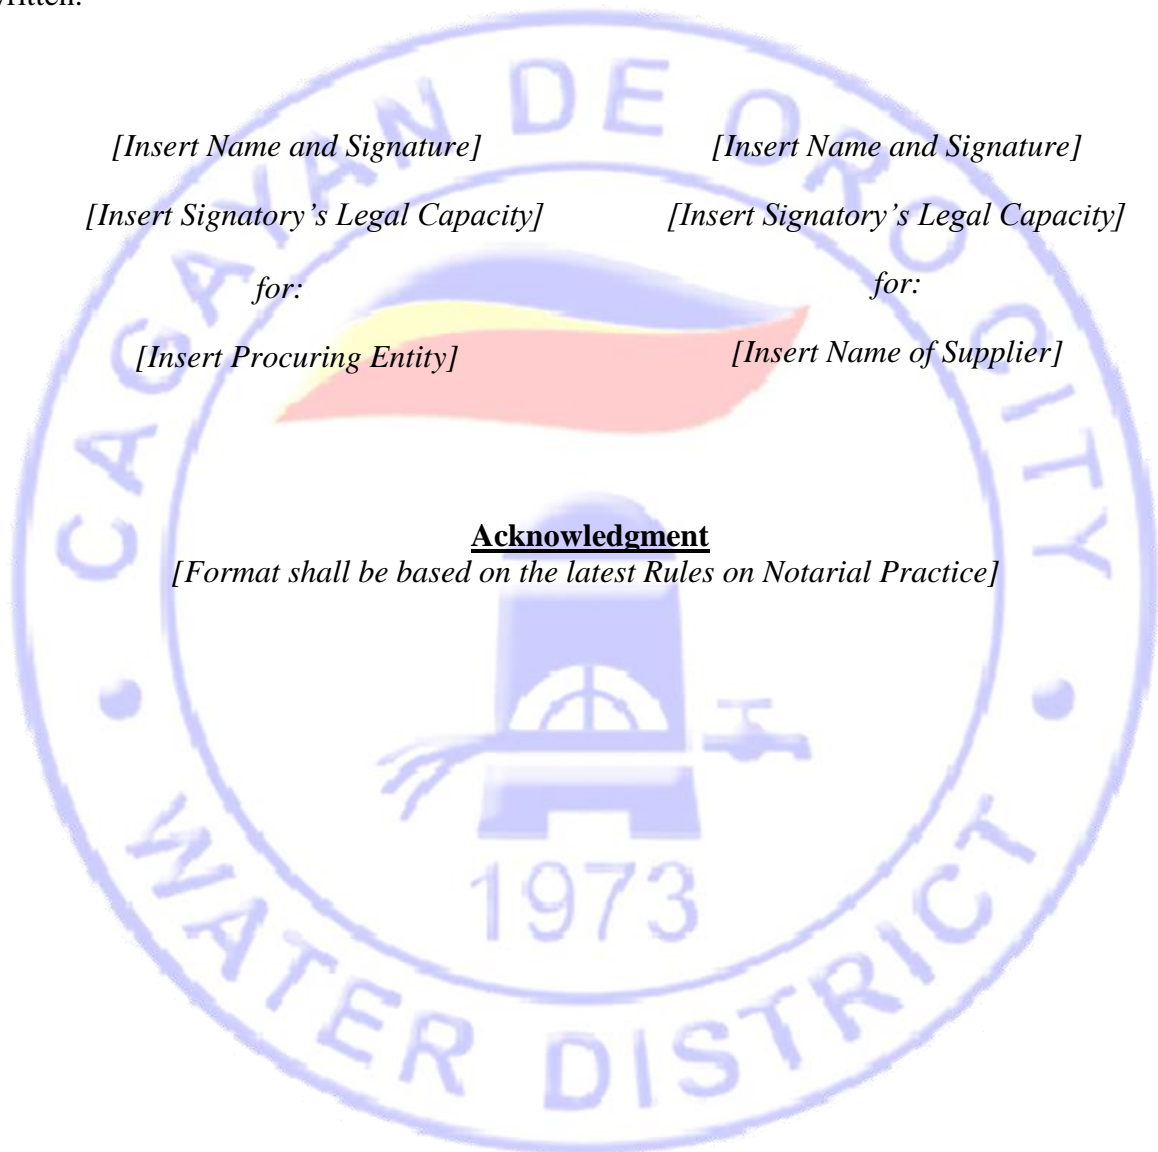 [Insert Name and Signature] [Insert Name and Signature]
[Insert Signatory’s Legal Capacity] [Insert Signatory’s Legal Capacity]
for: for:
[Insert Procuring Entity] [Insert Name of Supplier]
Acknowledgment
[Format shall be based on the latest Rules on Notarial Practice]
CAGAYAN DE ORO CITY
WATER DISTRICT
1973